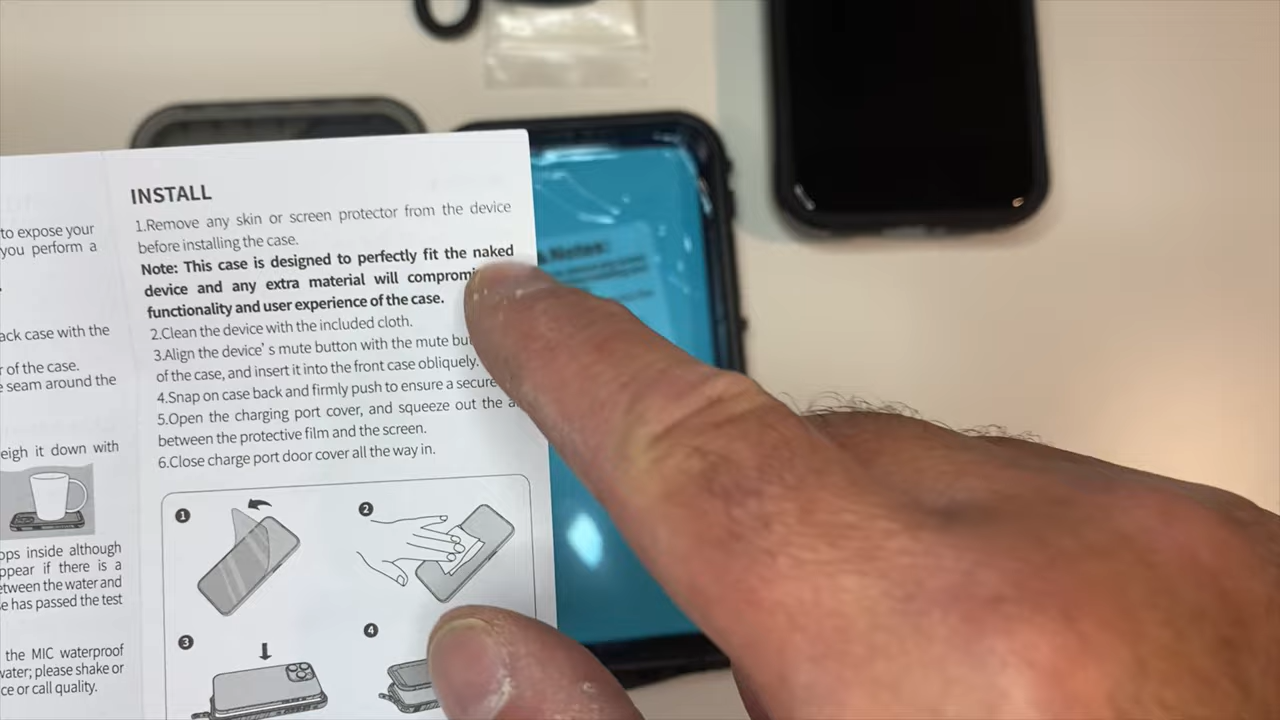 to expose your
you perform a
ack case with the
r of the case.
e seam around the
eigh it down with
ops inside although
ppear if there is a
etween the water and
e has passed the test
the MIC waterproof
water; please shake or
ce or call quality.
INSTALL
1.Remove any skin or screen protector from the device
before installing the case.
Note: This case is designed to perfectly fit the naked
device and any extra material will compromi
functionality and user experience of the case.
2.Clean the device with the included cloth.
3.Align the device's mute button with the mute bu
of the case, and insert it into the front case obliquely.
4.Snap on case back and firmly push to ensure a secure
5.Open the charging port cover, and squeeze out the a
between the protective film and the screen.
6.Close charge port door cover all the way in.
1
2
3
4
Notes: